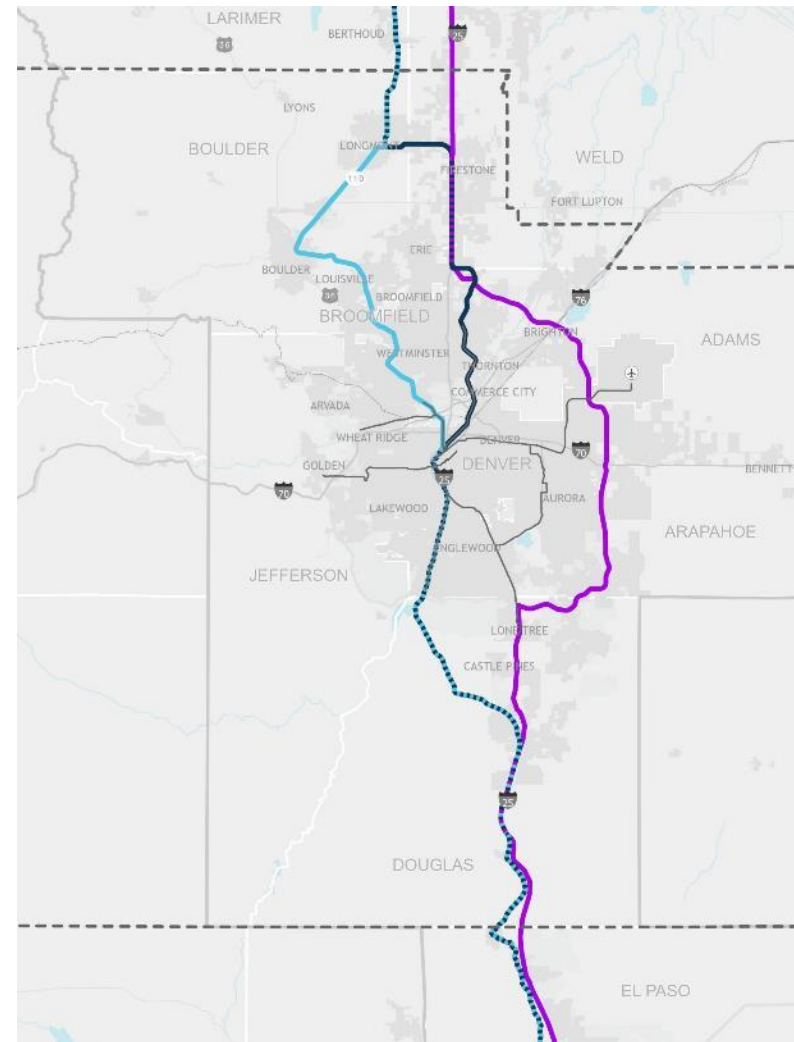 LARIMER
BERTHOUD
25
36
LYONS
BOULDER
LONGMONT
WELD
FIRESTONE
119
FORT LUPTON
ERIE
BOULDER
LOUISVILLE
36
BROOMFIELD
76
BROOMFIELD
BRIGHTON
ADAMS
WESTMINSTER
THORNTON
COMMERCE CITY
ARVADA
WHEAT RIDGE
DENVER
70
GOLDEN
DENVER
BENNETT
25
70
AURORA
LAKEWOOD
ARAPAHOE
ENGLEWOOD
JEFFERSON
LONE TREE
CASTLE PINES
25
DOUGLAS
EL PASO